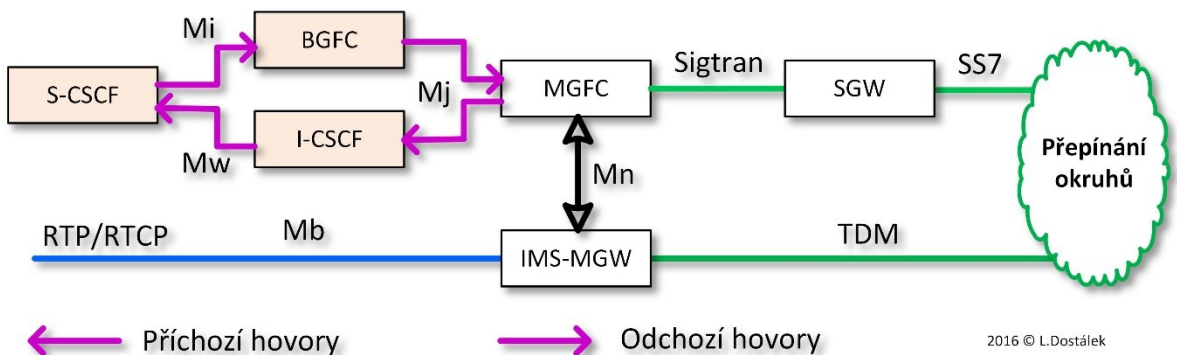 Mi
BGFC
S-CSCF
Mj
MGFC
Sigtran
SGW
SS7
I-CSCF
Mw
Mn
Přepínání
okruhů
RTP/RTCP
Mb
IMS-MGW
TDM
Příchozí hovory
Odchozí hovory
2016 © L.Dostálek